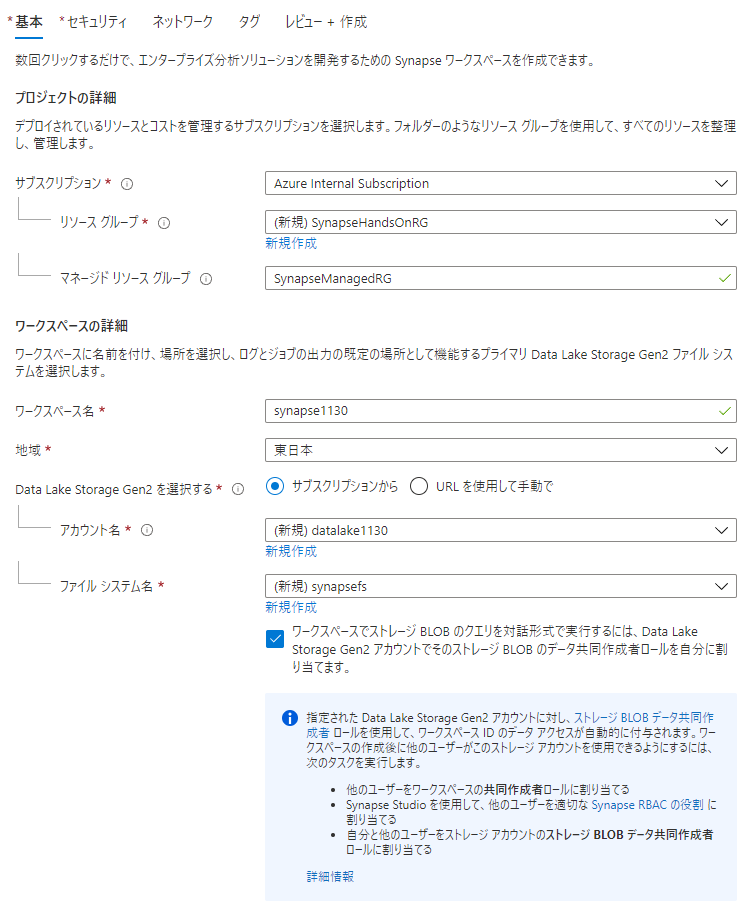 * 基本 * セキュリティ ネットワーク タグ レビュー + 作成
数回クリックするだけで、エンタープライズ分析ソリューションを開発するための Synapse ワークスペースを作成できます。
プロジェクトの詳細
デプロイされているリソースとコストを管理するサブスクリプションを選択します。フォルダーのようなリソース グループを使用して、すべてのリソースを整理
し、管理します。
サブスクリプション * Azure Internal Subscription
リソース グループ * (新規) SynapseHandsOnRG
新規作成
マネージド リソース グループ SynapseManagedRG
ワークスペースの詳細
ワークスペースに名前を付け、場所を選択し、ログとジョブの出力の既定の場所として機能するプライマリ Data Lake Storage Gen2 ファイル シス
テムを選択します。
ワークスペース名 * synapse1130
地域 * 東日本
Data Lake Storage Gen2 を選択する * サブスクリプションから URL を使用して手動で
アカウント名 * (新規) datalake1130
新規作成
ファイル システム名 * (新規) synapsefs
新規作成
ワークスペースでストレージ BLOB のクエリを対話形式で実行するには、Data Lake
Storage Gen2 アカウントでそのストレージ BLOB のデータ共同作成者ロールを自分に割
り当てます。
指定された Data Lake Storage Gen2 アカウントに対し、ストレージ BLOB データ共同作
成者 ロールを使用して、ワークスペース ID のデータ アクセスが自動的に付与されます。ワー
クスペースの作成後に他のユーザーがこのストレージ アカウントを使用できるようにするには、
次のタスクを実行します。
• 他のユーザーをワークスペースの共同作成者ロールに割り当てる
• Synapse Studio を使用して、他のユーザーを適切な Synapse RBAC の役割 に
割り当てる
• 自分と他のユーザーをストレージ アカウントのストレージ BLOB データ共同作成者
ロールに割り当てる
詳細情報